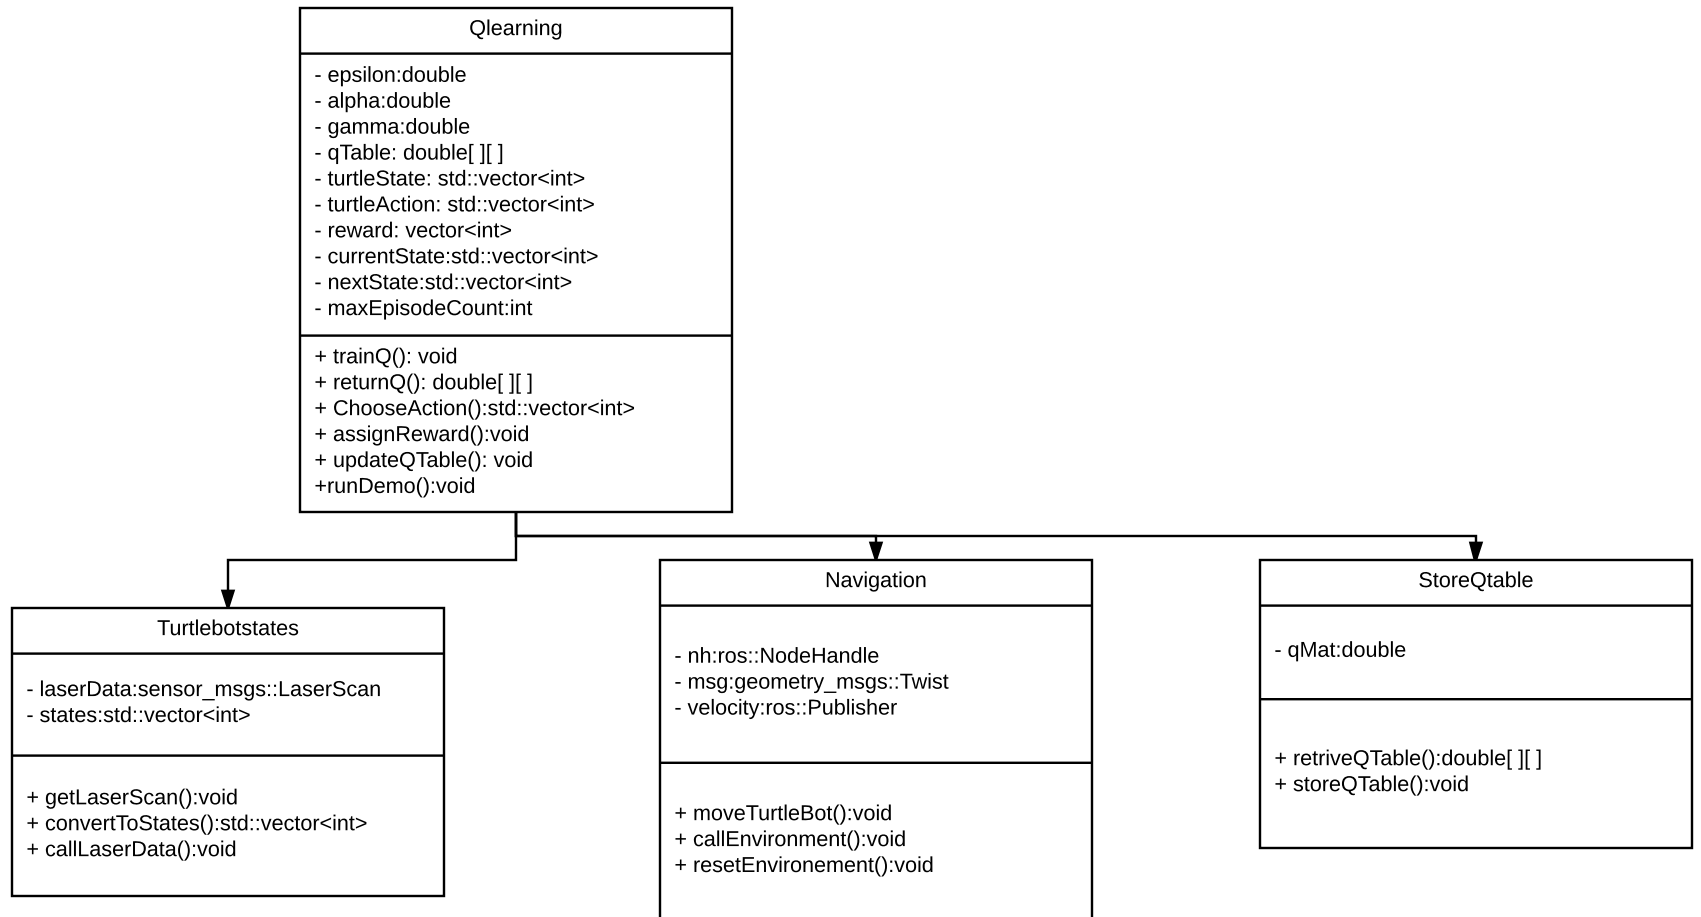 Qlearning
- epsilon:double
- alpha:double
- gamma:double
- qTable: double[ ][ ]
- turtleState: std::vector<int>
- turtleAction: std::vector<int>
- reward: vector<int>
- currentState:std::vector<int>
- nextState:std::vector<int>
- maxEpisodeCount:int
+ trainQ(): void
+ returnQ(): double[ ][ ]
+ ChooseAction():std::vector<int>
+ assignReward():void
+ updateQTable(): void
+runDemo():void
Turtlebotstates
- laserData:sensor_msgs::LaserScan
- states:std::vector<int>
+ getLaserScan():void
+ convertToStates():std::vector<int>
+ callLaserData():void
Navigation
- nh:ros::NodeHandle
- msg:geometry_msgs::Twist
- velocity:ros::Publisher
+ moveTurtleBot():void
+ callEnvironment():void
+ resetEnvironement():void
StoreQtable
- qMat:double
+ retriveQTable():double[ ][ ]
+ storeQTable():void